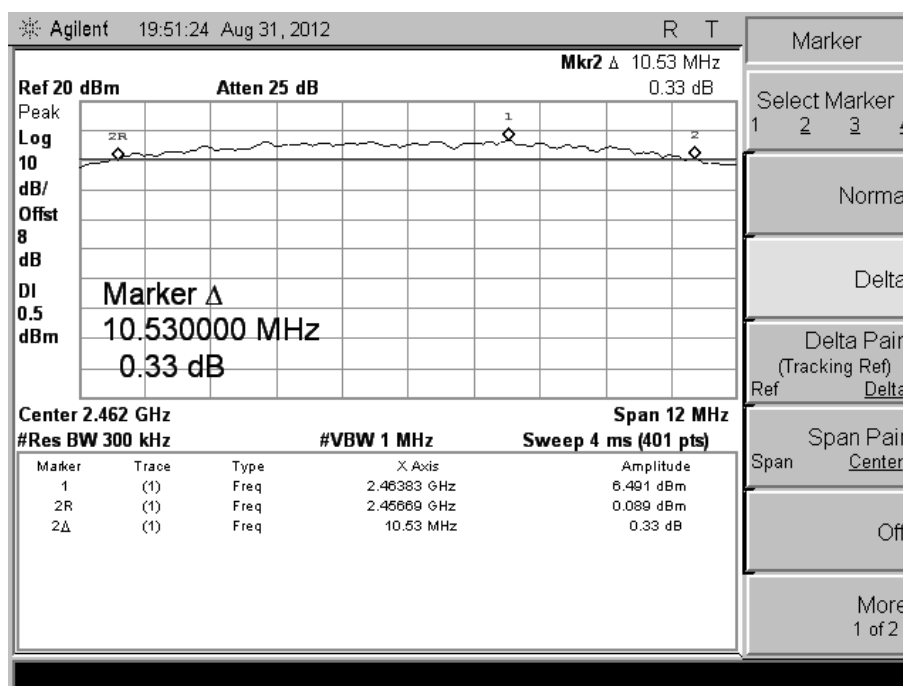 Agilent 19:51:24 Aug 31, 2012 R T
Mkr2 Δ 10.53 MHz
Ref 20 dBm Atten 25 dB 0.33 dB
Peak
Log
10
dB/
Offst
8
dB
DI
0.5
dBm
2R
1
2
Marker Δ
10.530000 MHz
0.33 dB
Center 2.462 GHz Span 12 MHz
#Res BW 300 kHz #VBW 1 MHz Sweep 4 ms (401 pts)
Marker Trace Type X Axis Amplitude
1 (1) Freq 2.46383 GHz 6.491 dBm
2R (1) Freq 2.45669 GHz 0.089 dBm
2Δ (1) Freq 10.53 MHz 0.33 dB
Marker
Select Marker
1 2 3 4
Norma
Delta
Delta Pair
(Tracking Ref)
Ref Delta
Span Pair
Span Center
Off
More
1 of 2